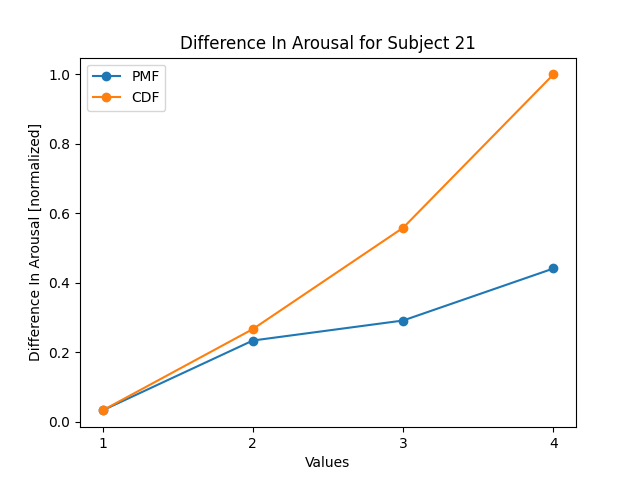 Difference In Arousal for Subject 21
PMF
CDF
Difference In Arousal [normalized]
1.0
0.8
0.6
0.4
0.2
0.0
1 2 3 4
Values